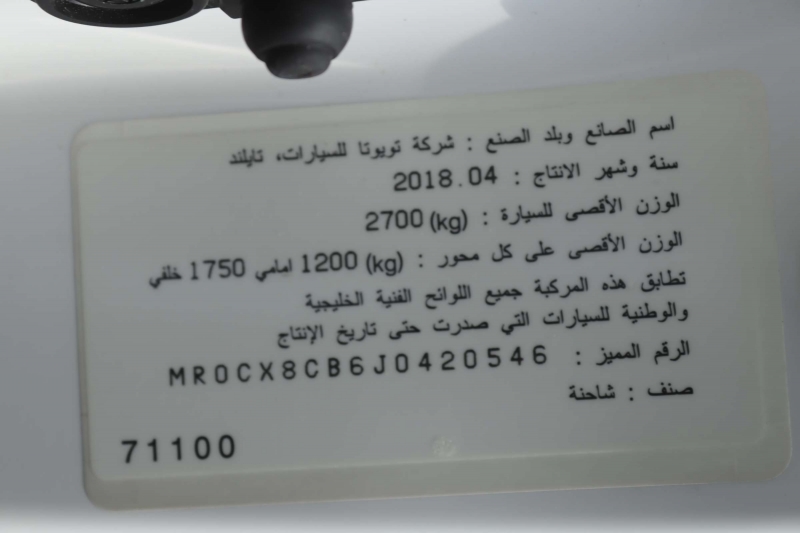 اسم الصانع وبلد الصنع : شركة تويوتا للسيارات، تايلند
سنة وشهر الانتاج : 2018.04
الوزن الأقصى للسيارة : (kg) 2700
الوزن الأقصى على كل محور : (kg) 1200 امامي 1750 خلفي
تطابق هذه المركبة جميع اللوائح الفنية الخليجية
والوطنية للسيارات التي صدرت حتى تاريخ الإنتاج
الرقم المميز : MR0CX8CB6J0420546
صنف : شاحنة
71100